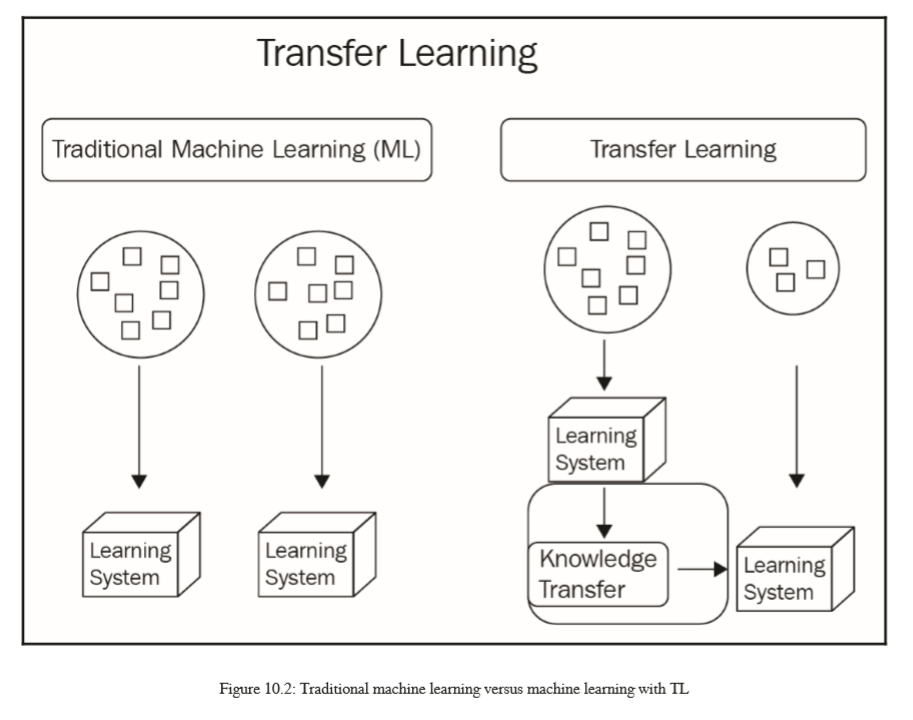 Transfer Learning
Traditional Machine Learning (ML)
Transfer Learning
Learning
System
Learning
System
Learning
System
Knowledge
Transfer
Learning
System
Figure 10.2: Traditional machine learning versus machine learning with TL